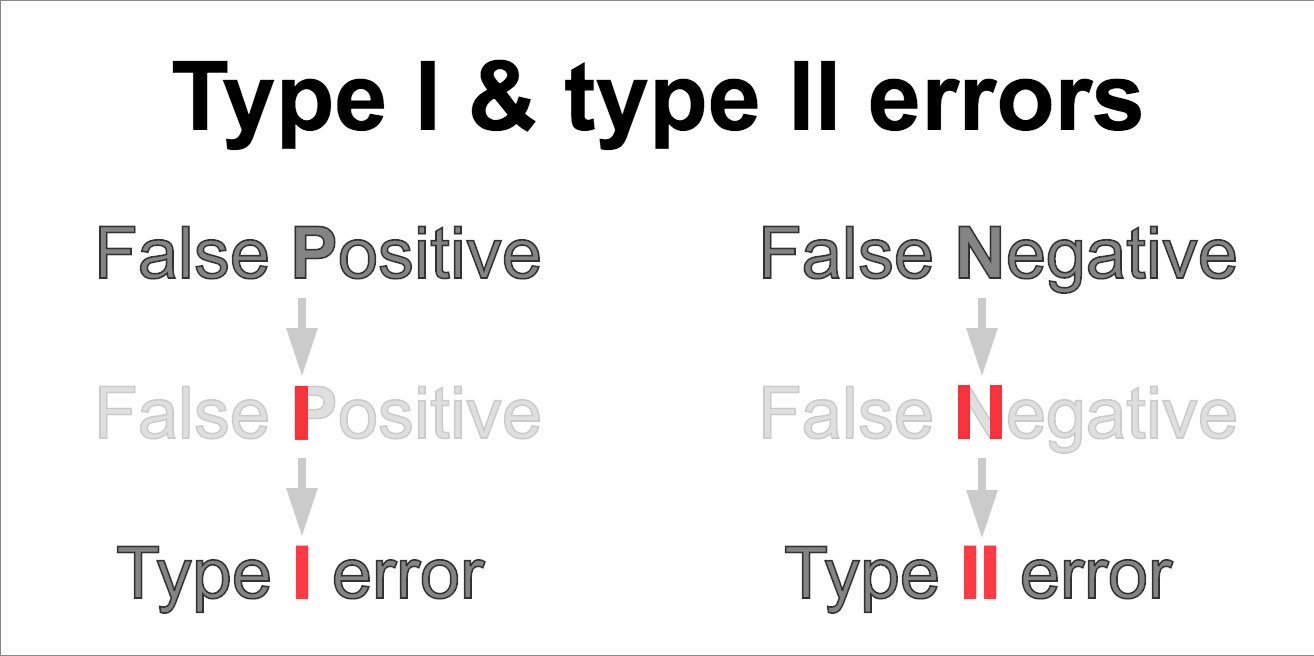 Type I & type II errors
False Positive
False Negative
False Positive
False Negative
Type I error
Type II error